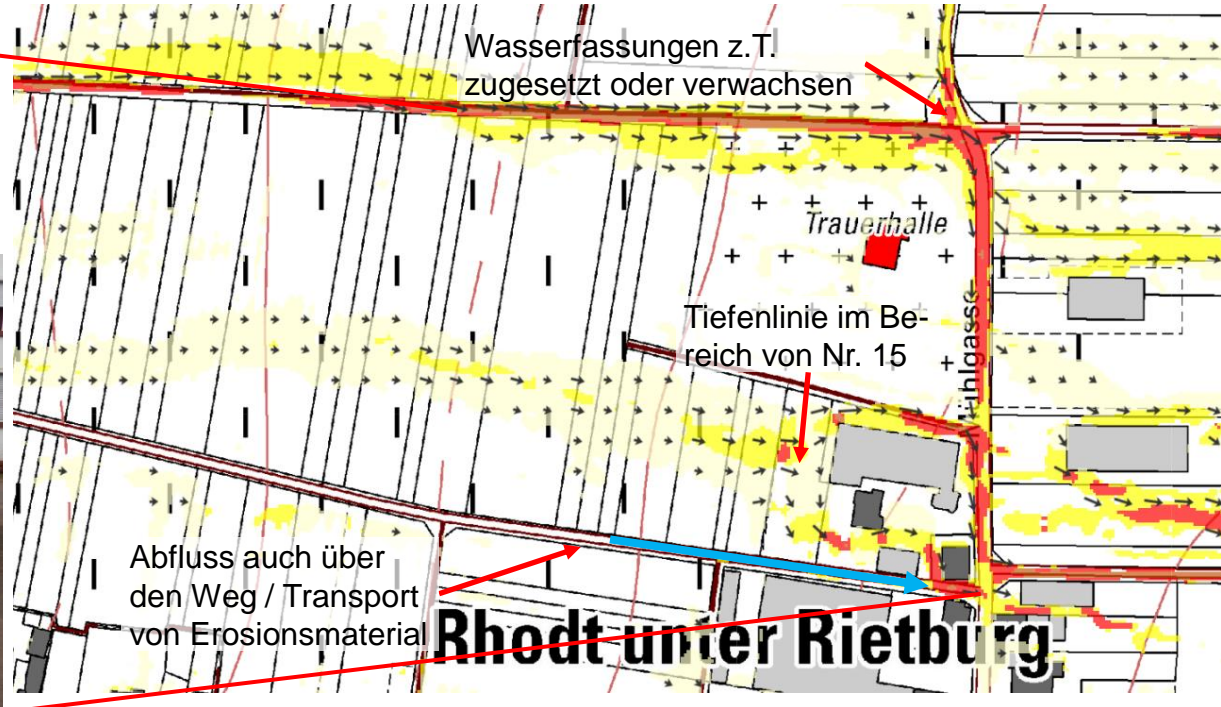 Wasserfassungen z.T.
zugesetzt oder verwachsen
Trauerhalle
Tiefenlinie im Be-
reich von Nr. 15
ühlgasse
Abfluss auch über
den Weg / Transport
von Erosionsmaterial
Rhodt unter Rietburg